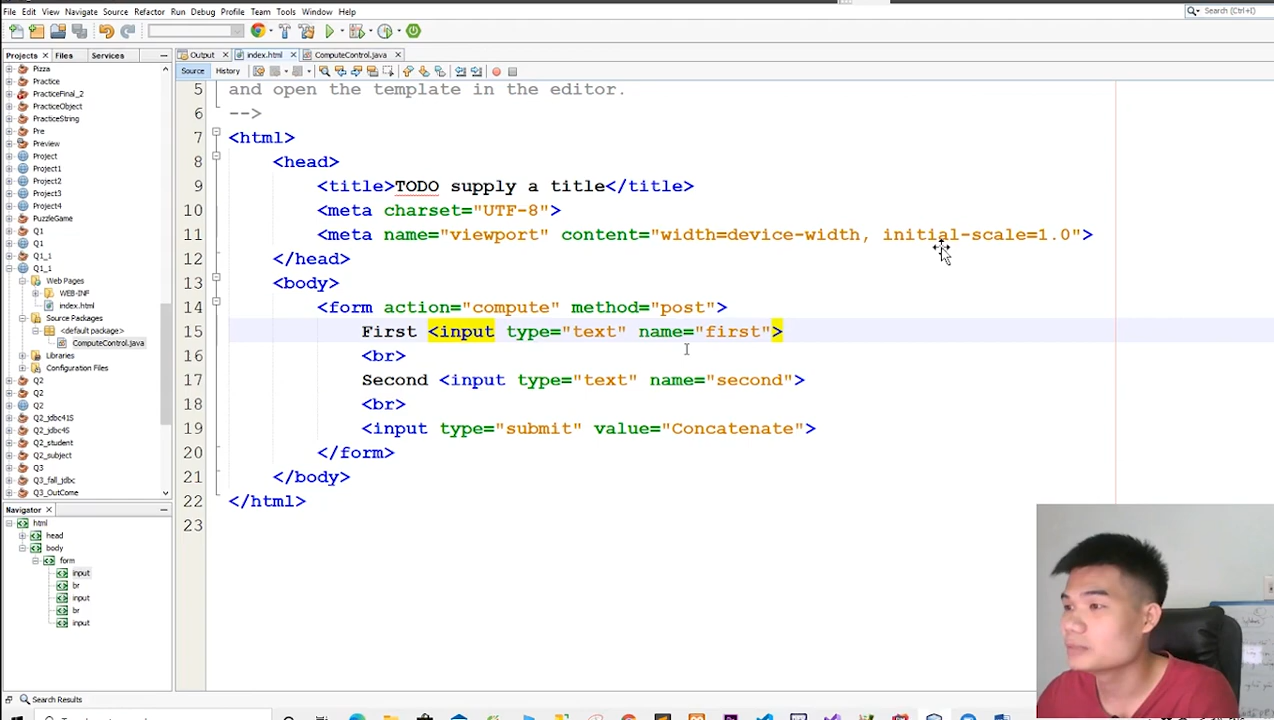 File Edit View Navigate Source Refactor Run Debug Profile Team Tools Window Help
Search (Ctrl+I)
Projects Files Services
Output index.html ComputeControl.java
Source History
Pizza
Practice
PracticeFinal_2
PracticeObject
PracticeString
Pre
Preview
Project
Project1
Project2
Project3
Project4
PuzzleGame
Q1
Q1
Q1_1
Q1_1
Web Pages
WEB-INF
index.html
Source Packages
<default package>
ComputeControl.java
Libraries
Configuration Files
Q2
Q2
Q2
Q2_jdbc41S
Q2_jdbc4S
Q2_student
Q2_subject
Q3
Q3_fall_jdbc
Q3_OutCome
5 and open the template in the editor.
6 -->
7 <html>
8 <head>
9 <title>TODO supply a title</title>
10 <meta charset="UTF-8">
11 <meta name="viewport" content="width=device-width, initial-scale=1.0">
12 </head>
13 <body>
14 <form action="compute" method="post">
15 First <input type="text" name="first">
16 <br>
17 Second <input type="text" name="second">
18 <br>
19 <input type="submit" value="Concatenate">
20 </form>
21 </body>
22 </html>
23
Navigator
html
head
body
form
input
br
input
br
input
Search Results